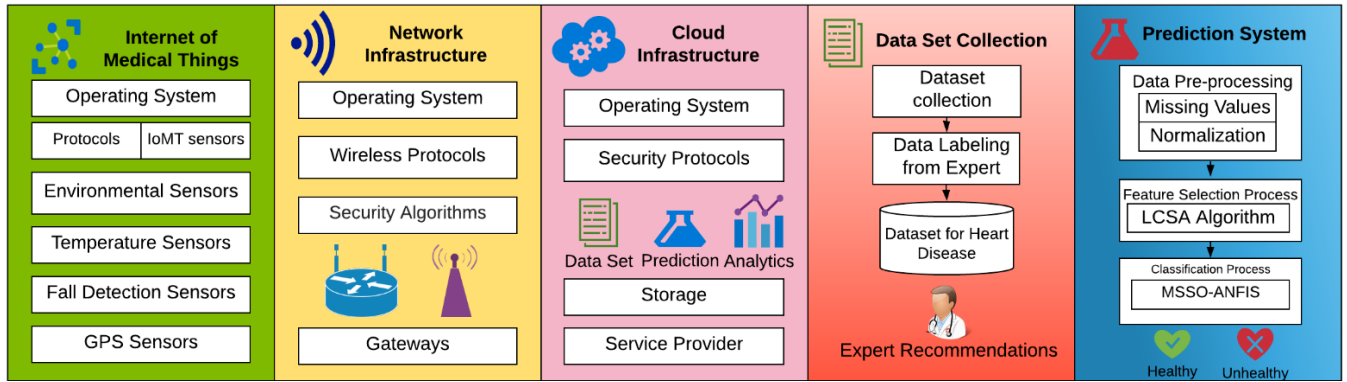 Internet of
Medical Things
Operating System
Protocols
IoMT sensors
Environmental Sensors
Temperature Sensors
Fall Detection Sensors
GPS Sensors
Network
Infrastructure
Operating System
Wireless Protocols
Security Algorithms
Gateways
Cloud
Infrastructure
Operating System
Security Protocols
Data Set
Prediction
Analytics
Storage
Service Provider
Data Set Collection
Dataset
collection
Data Labeling
from Expert
Dataset for Heart
Disease
Expert Recommendations
Prediction System
Data Pre-processing
Missing Values
Normalization
Feature Selection Process
LCSA Algorithm
Classification Process
MSSO-ANFIS
Healthy
Unhealthy